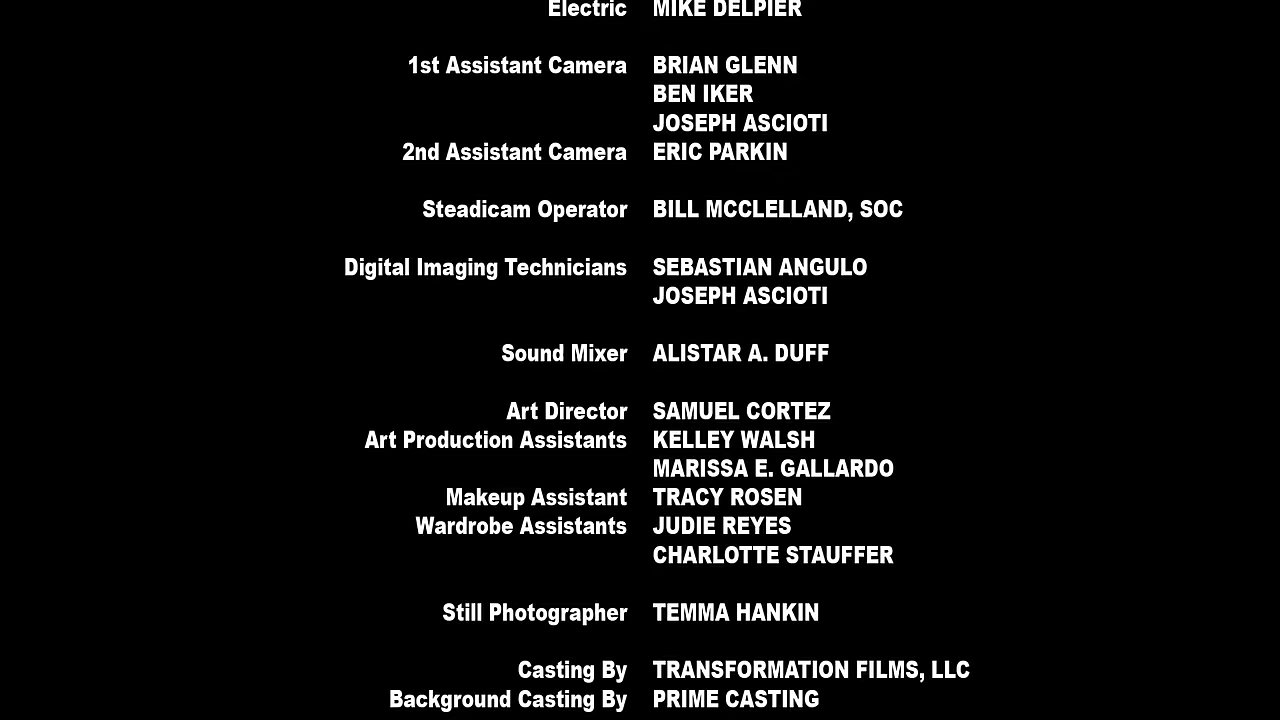 Electric MIKE DELPIER
1st Assistant Camera BRIAN GLENN
BEN IKER
JOSEPH ASCIOTI
2nd Assistant Camera ERIC PARKIN
Steadicam Operator BILL MCCLELLAND, SOC
Digital Imaging Technicians SEBASTIAN ANGULO
JOSEPH ASCIOTI
Sound Mixer ALISTAR A. DUFF
Art Director SAMUEL CORTEZ
Art Production Assistants KELLEY WALSH
MARISSA E. GALLARDO
Makeup Assistant TRACY ROSEN
Wardrobe Assistants JUDIE REYES
CHARLOTTE STAUFFER
Still Photographer TEMMA HANKIN
Casting By TRANSFORMATION FILMS, LLC
Background Casting By PRIME CASTING